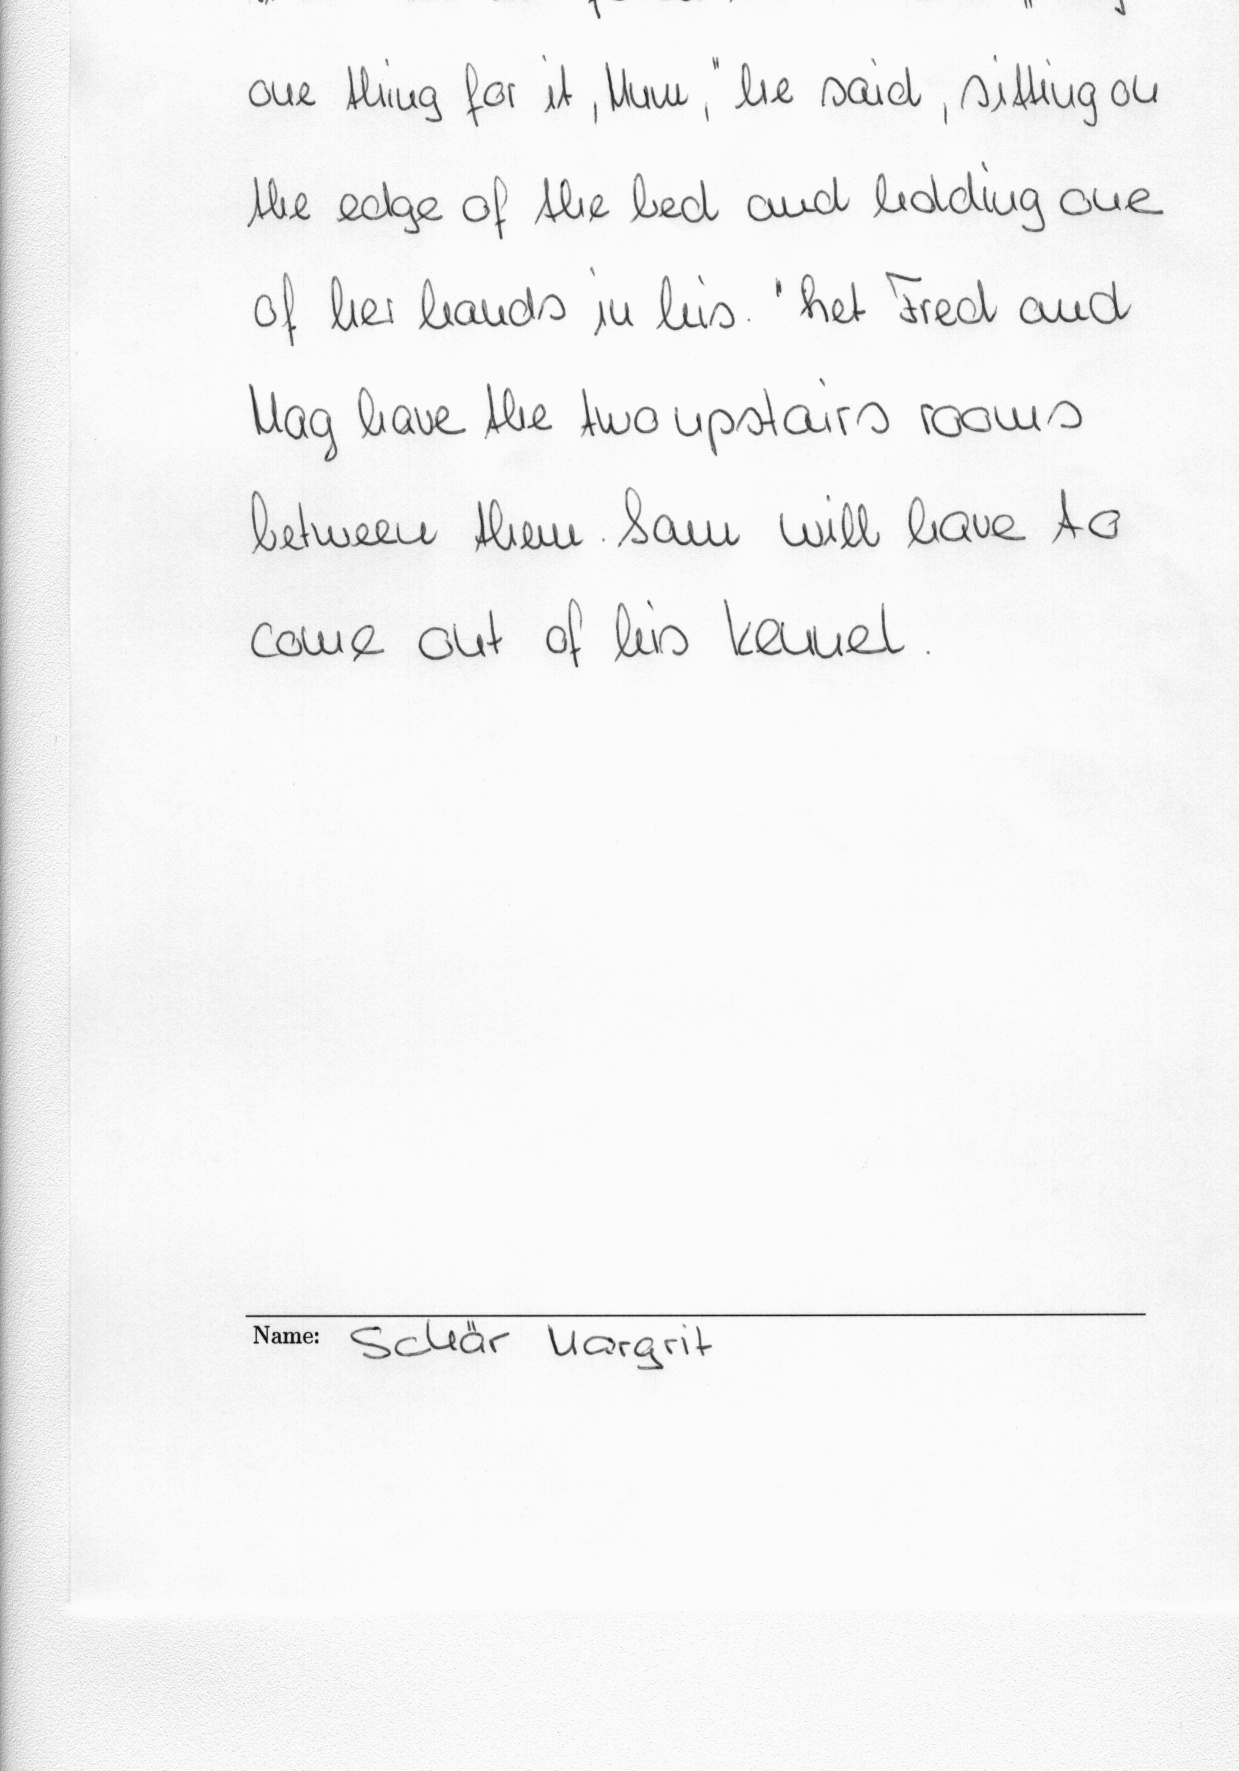 one thing for it, Mum," he said, sitting on
the edge of the bed and holding one
of her hands in his. "Let Fred and
Mag have the two upstairs rooms
between them. Sam will have to
come out of his kennel.
Name: Schär Margrit